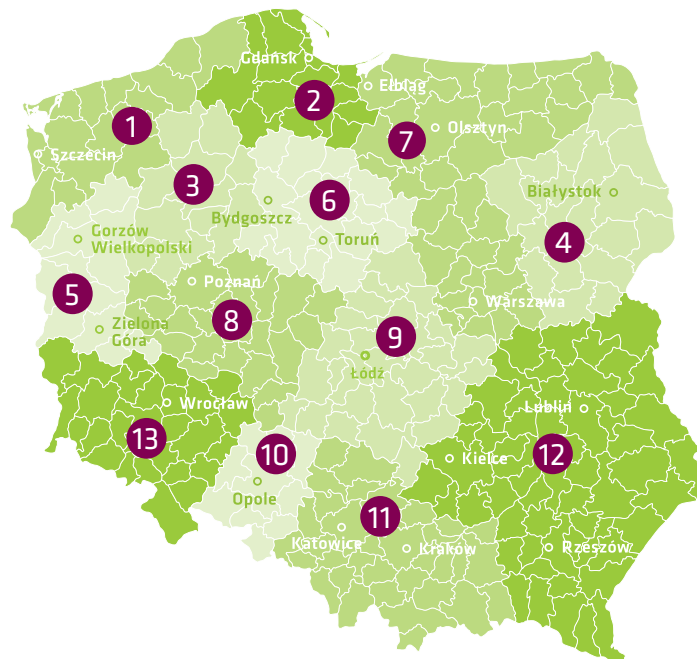 Gdańsk
2
Elbląg
1
7
Olsztyn
Szczecin
3
6
Białystok
Bydgoszcz
Gorzów
Wielkopolski
Toruń
4
5
Poznań
Warszawa
8
Zielona
Góra
9
Łódź
Wrocław
Lublin
13
10
Kielce
12
Opole
11
Katowice
Kraków
Rzeszów